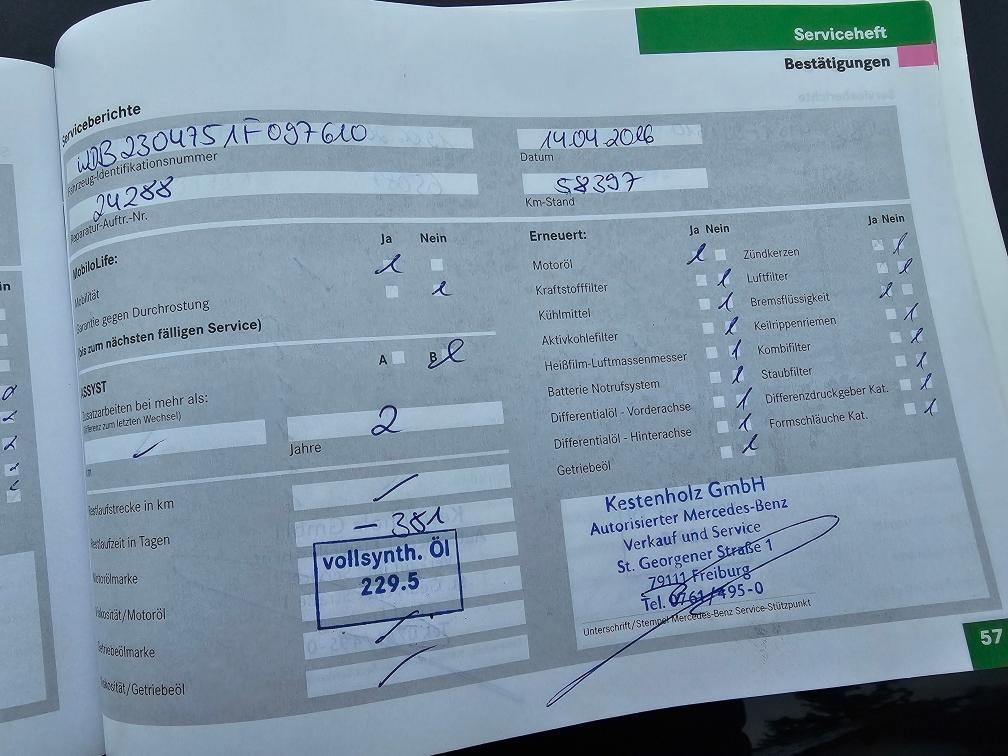 Serviceheft
Bestätigungen
Serviceberichte
WDB2304751F097610
Fahrzeug-Identifikationsnummer
14.04.2016
Datum
24288
Reparatur-Auftr.-Nr.
58397
Km-Stand
Ja Nein
MobiloLife:
Mobilität
Garantie gegen Durchrostung
(bis zum nächsten fälligen Service)
A B
ASSYST
Zusatzarbeiten bei mehr als:
(Differenz zum letzten Wechsel)
km
2
Jahre
Restlaufstrecke in km
Restlaufzeit in Tagen
- 381
Motorölmarke
vollsynth. Öl
229.5
Viskosität/Motoröl
Getriebeölmarke
Viskosität/Getriebeöl
Erneuert:
Ja Nein
Motoröl
Kraftstofffilter
Kühlmittel
Aktivkohlefilter
Heißfilm-Luftmassenmesser
Batterie Notrufsystem
Differentialöl - Vorderachse
Differentialöl - Hinterachse
Getriebeöl
Ja Nein
Zündkerzen
Luftfilter
Bremsflüssigkeit
Keilrippenriemen
Kombifilter
Staubfilter
Differenzdruckgeber Kat.
Formschläuche Kat.
Kestenholz GmbH
Autorisierter Mercedes-Benz
Verkauf und Service
St. Georgener Straße 1
79111 Freiburg
Tel. 0761/495-0
Unterschrift/Stempel Mercedes-Benz Service-Stützpunkt
57